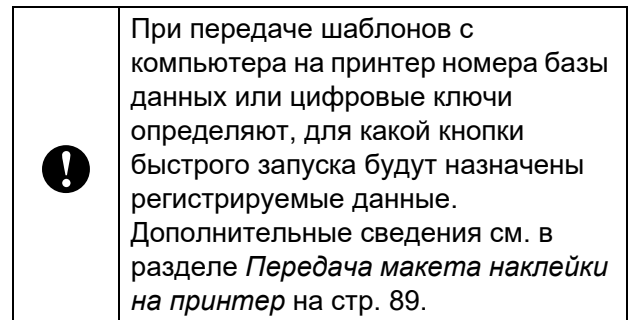 При передаче шаблонов с
компьютера на принтер номера базы
данных или цифровые ключи
определяют, для какой кнопки
быстрого запуска будут назначены
регистрируемые данные.
Дополнительные сведения см. в
разделе Передача макета наклейки
на принтер на стр. 89.